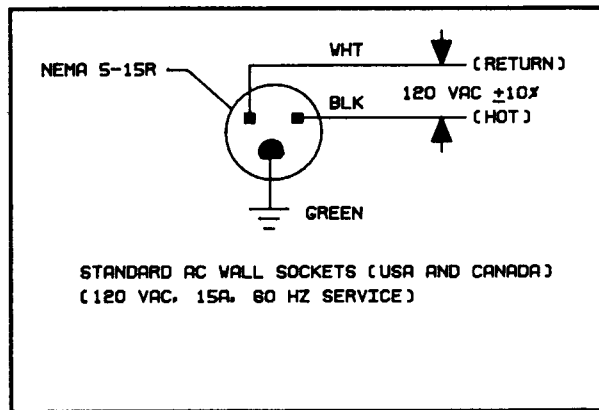 WHT
(RETURN)
NEMA 5-15R
120 VAC ±10%
BLK
(HOT)
GREEN
STANDARD AC WALL SOCKETS (USA AND CANADA)
(120 VAC, 15A, 60 HZ SERVICE)